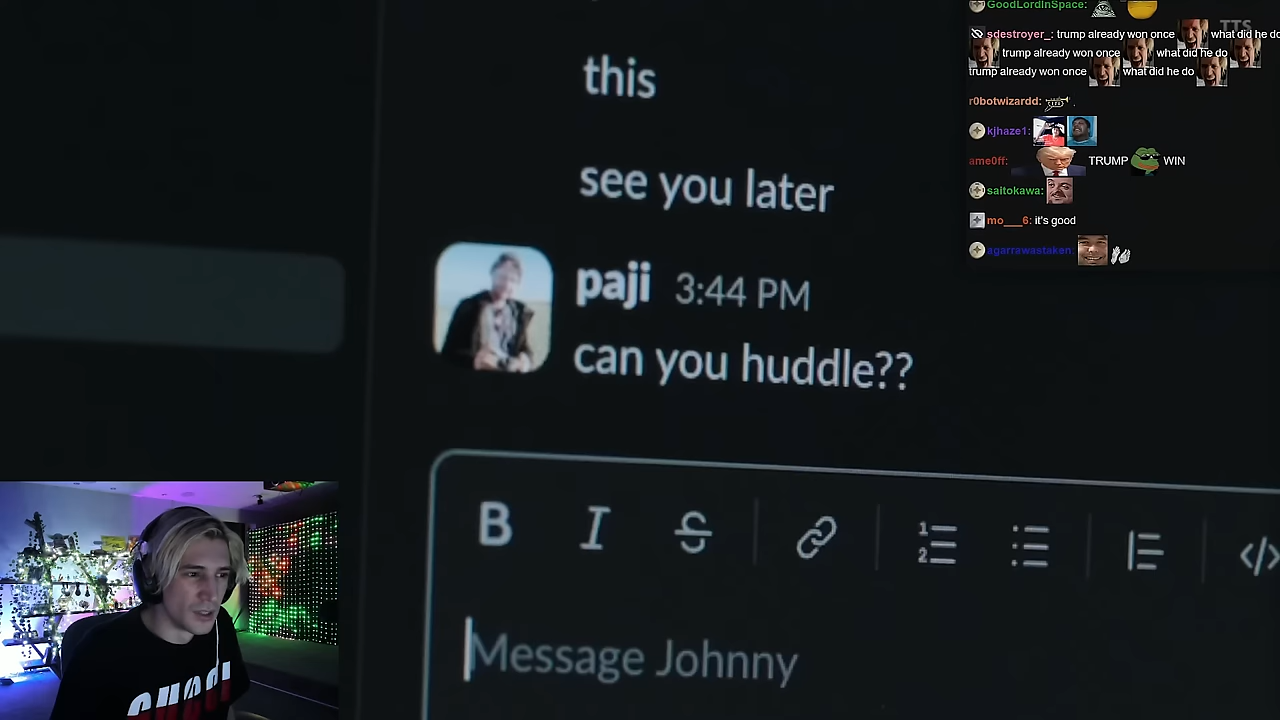 this
see you later
paji 3:44 PM
can you huddle??
B I S
Message Johnny
GoodLordInSpace:
TTS
sdestroyer_: trump already won once what did he do
trump already won once what did he do
trump already won once what did he do
r0botwizardd:
kjhaze1:
ame0ff: TRUMP WIN
saitokawa:
mo___6: it's good
agarrawastaken: